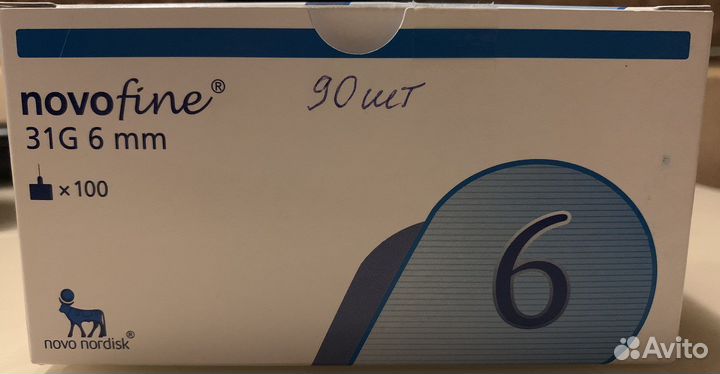 novofine®
90 шт
31G 6 mm
x 100
6
novo nordisk®
Avito